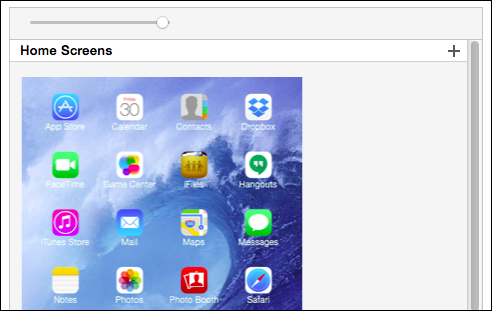 Home Screens
Friday
30
App Store Calendar Contacts Dropbox
FaceTime Game Center iFiles Hangouts
iTunes Store Mail Maps Messages
Notes Photos Photo Booth Safari